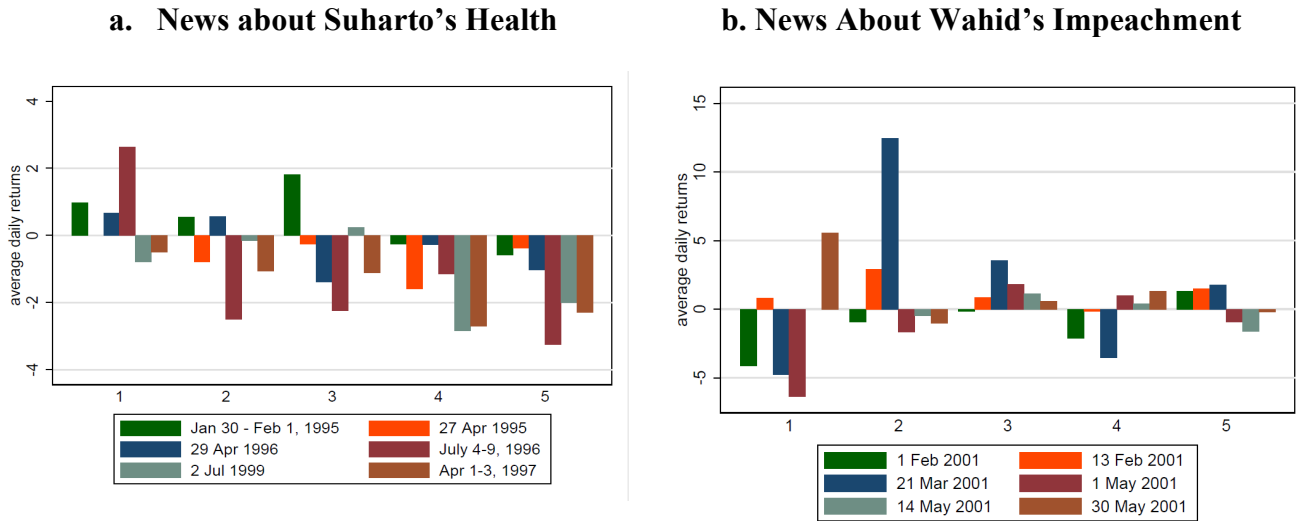 a. News about Suharto's Health
average daily returns
4
2
0
-2
-4
1 2 3 4 5
Jan 30 - Feb 1, 1995 27 Apr 1995
29 Apr 1996 July 4-9, 1996
2 Jul 1999 Apr 1-3, 1997
b. News About Wahid's Impeachment
average daily returns
15
10
5
0
-5
1 2 3 4 5
1 Feb 2001 13 Feb 2001
21 Mar 2001 1 May 2001
14 May 2001 30 May 2001